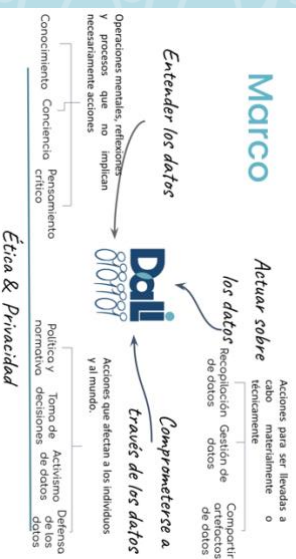 Marco
Actuar sobre
los datos
Acciones para ser llevadas a
cabo materialmente o
técnicamente
Recopilación
de datos
Gestión de
datos
Compartir
artefactos
de datos
Entender los datos
Operaciones mentales, reflexiones
y procesos que no implican
necesariamente acciones
Conocimiento
Conciencia
Pensamiento
crítico
Dali
Comprometerse a
través de los datos
Acciones que afectan a los individuos
y al mundo.
Política y
normativa
Toma de
decisiones
Activismo
de datos
Defensa
de los
datos
Ética & Privacidad